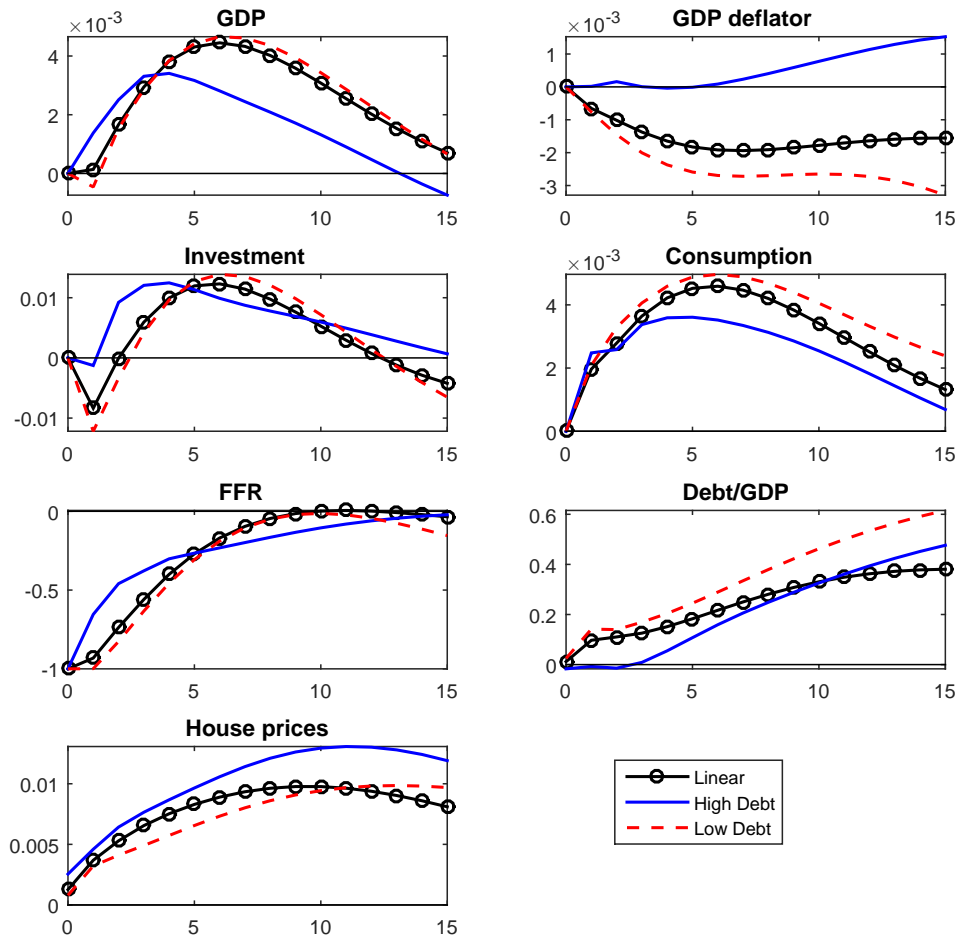 GDP
×10⁻³
4
2
0
0 5 10 15
GDP deflator
×10⁻³
1
0
-1
-2
-3
0 5 10 15
Investment
0.01
0
-0.01
0 5 10 15
Consumption
×10⁻³
4
2
0
0 5 10 15
FFR
0
-0.5
-1
0 5 10 15
Debt/GDP
0.6
0.4
0.2
0
0 5 10 15
House prices
0.01
0.005
0
0 5 10 15
Linear
High Debt
Low Debt